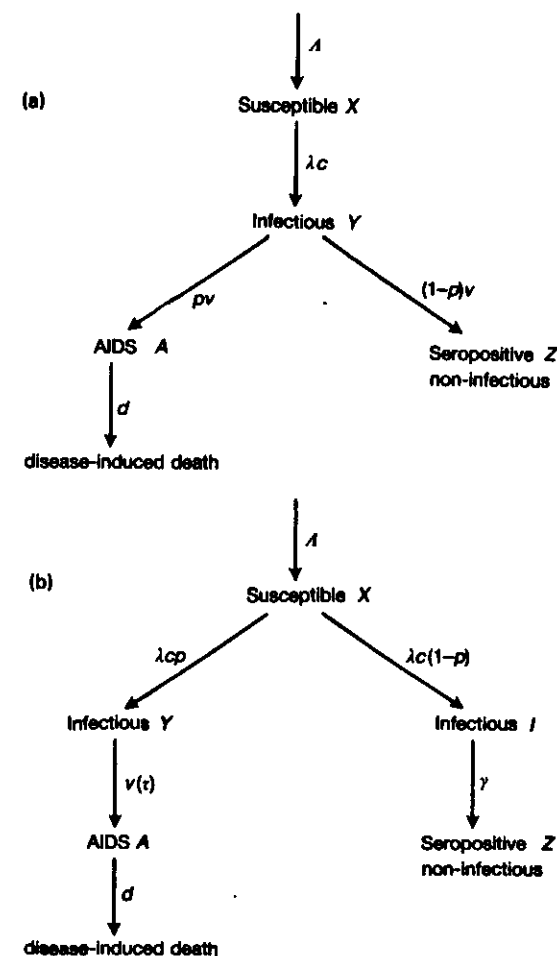 Λ
(a)
Susceptible X
λc
Infectious Y
pv
(1–p)v
AIDS A
Seropositive Z
non-infectious
d
disease-induced death
Λ
(b)
Susceptible X
λcp
λc(1–p)
Infectious Y
Infectious I
v(τ)
γ
AIDS A
Seropositive Z
non-infectious
d
disease-induced death